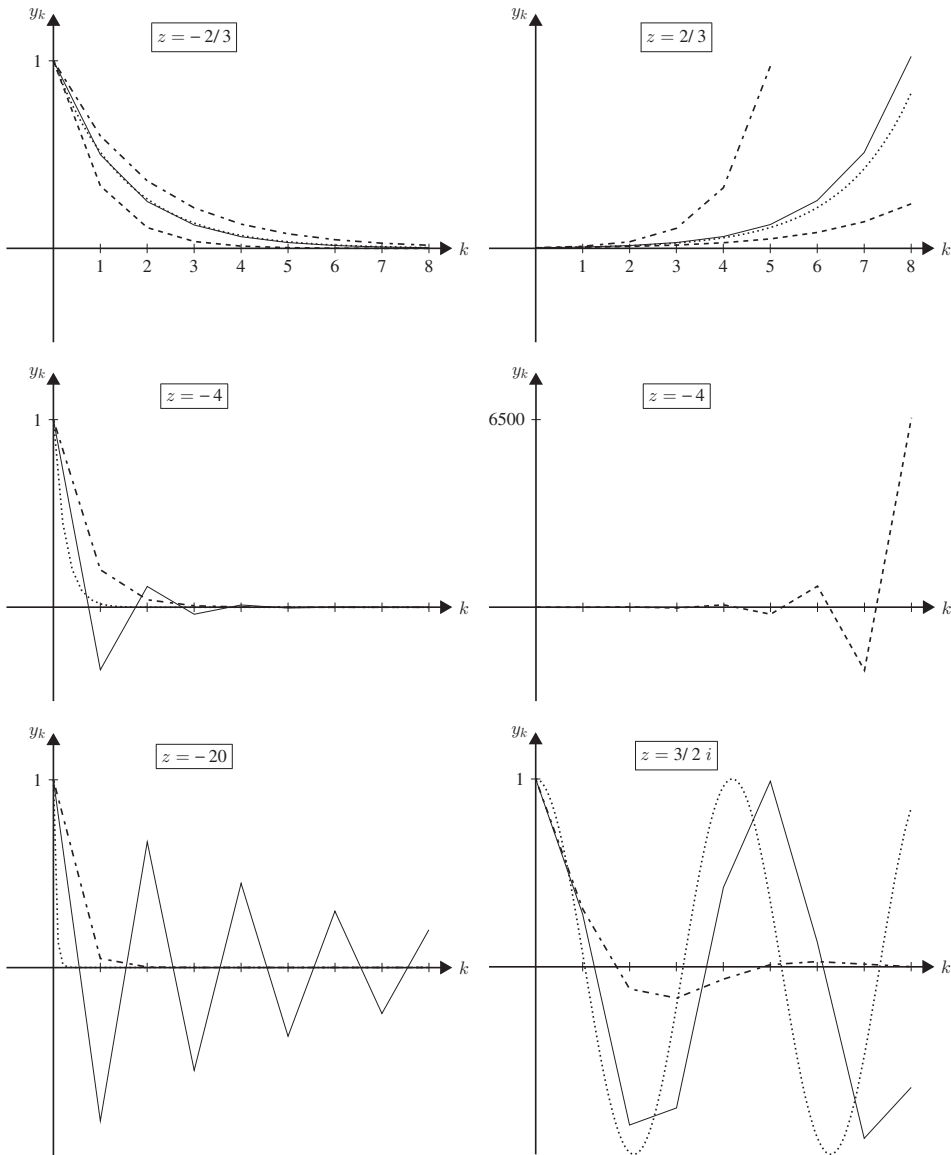 y_k
z = −2/3
1
1 2 3 4 5 6 7 8 k
y_k
z = 2/3
1 2 3 4 5 6 7 8 k
y_k
z = −4
1
k
y_k
z = −4
6500
k
y_k
z = −20
1
k
y_k
z = 3/2 i
1
k